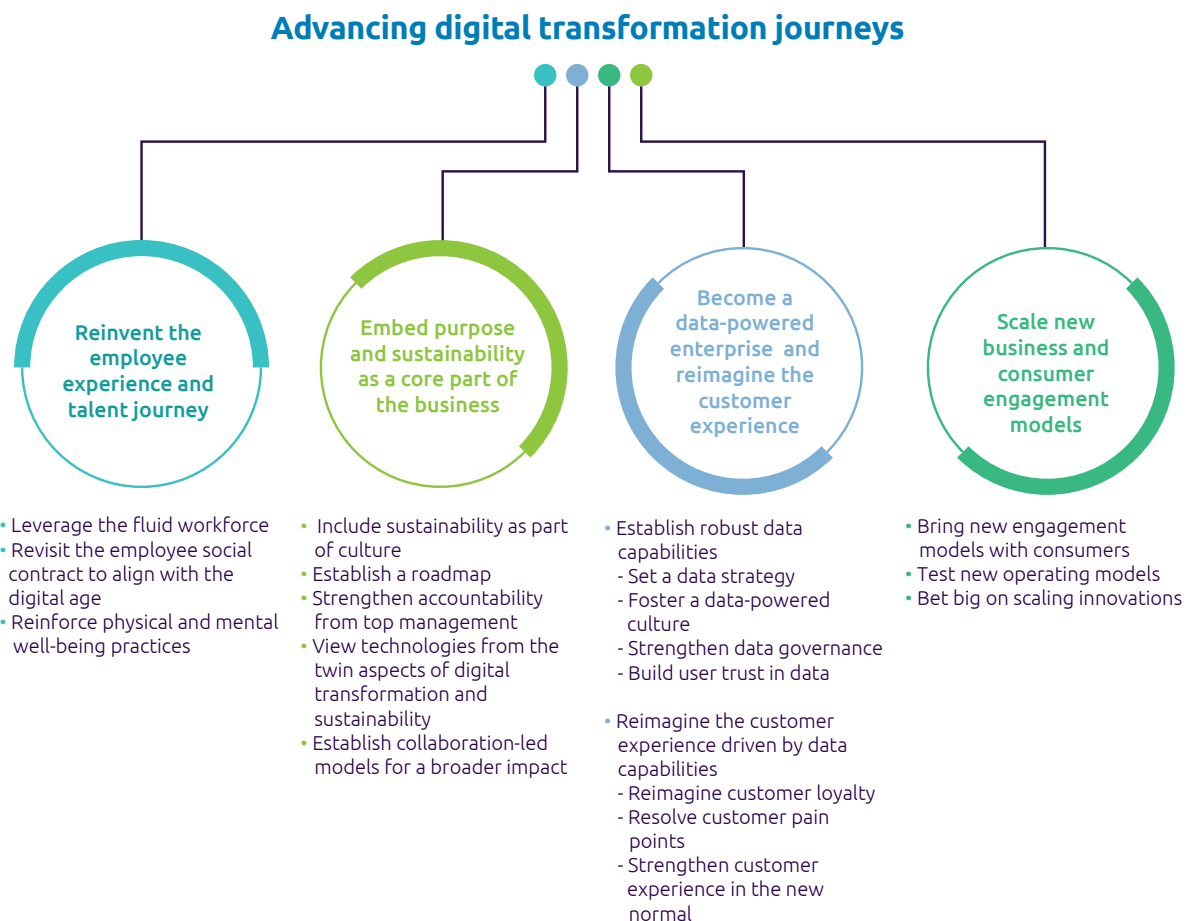 Advancing digital transformation journeys
Reinvent the
employee
experience and
talent journey
Embed purpose
and sustainability
as a core part of
the business
Become a
data-powered
enterprise and
reimagine the
customer
experience
Scale new
business and
consumer
engagement
models
• Leverage the fluid workforce
• Revisit the employee social
contract to align with the
digital age
• Reinforce physical and mental
well-being practices
• Include sustainability as part
of culture
• Establish a roadmap
• Strengthen accountability
from top management
• View technologies from the
twin aspects of digital
transformation and
sustainability
• Establish collaboration-led
models for a broader impact
• Establish robust data
capabilities
- Set a data strategy
- Foster a data-powered
culture
- Strengthen data governance
- Build user trust in data
• Reimagine the customer
experience driven by data
capabilities
- Reimagine customer loyalty
- Resolve customer pain
points
- Strengthen customer
experience in the new
normal
• Bring new engagement
models with consumers
• Test new operating models
• Bet big on scaling innovations